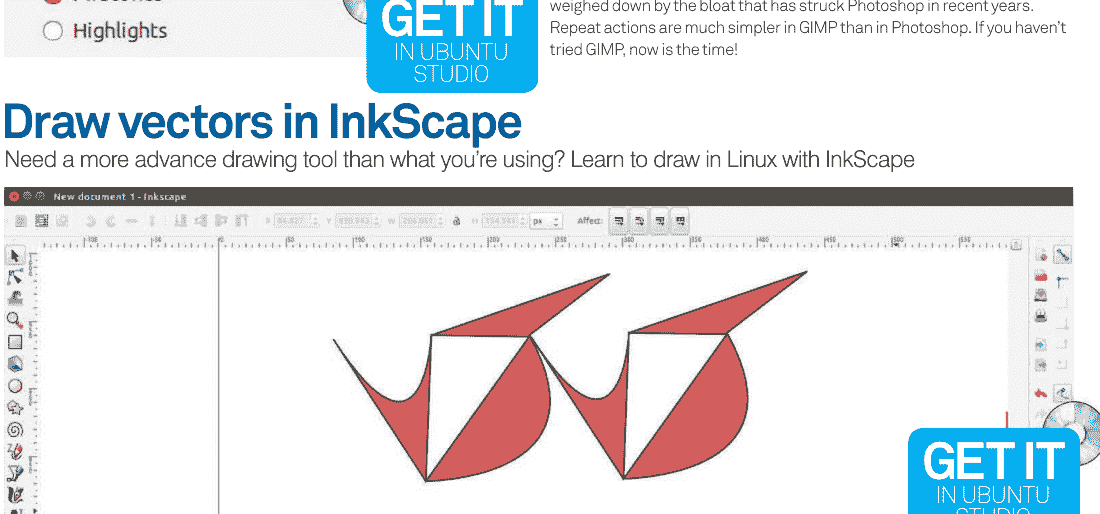 Highlights
GET IT
IN UBUNTU
STUDIO
weighed down by the bloat that has struck Photoshop in recent years.
Repeat actions are much simpler in GIMP than in Photoshop. If you haven't
tried GIMP, now is the time!
Draw vectors in InkScape
Need a more advance drawing tool than what you're using? Learn to draw in Linux with InkScape
New document 1 - Inkscape
X
Y
W
H
px
Affect:
GET IT
IN UBUNTU
STUDIO